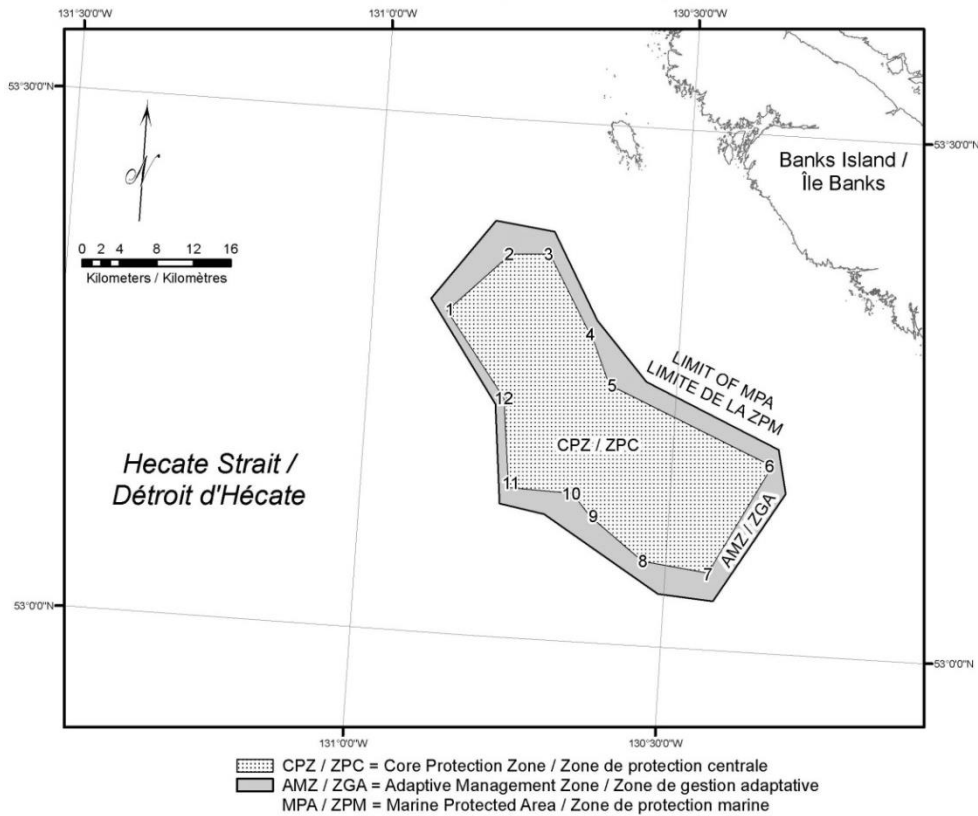 131°30'0"W
131°0'0"W
130°30'0"W
53°30'0"N
53°30'0"N
Banks Island /
Île Banks
N
0 2 4 8 12 16
Kilometers / Kilomètres
2
3
1
4
LIMIT OF MPA
LIMITE DE LA ZPM
5
12
CPZ / ZPC
6
Hecate Strait /
Détroit d'Hécate
11
10
AMZ / ZGA
9
8
7
53°0'0"N
53°0'0"N
131°0'0"W
130°30'0"W
CPZ / ZPC = Core Protection Zone / Zone de protection centrale
AMZ / ZGA = Adaptive Management Zone / Zone de gestion adaptative
MPA / ZPM = Marine Protected Area / Zone de protection marine